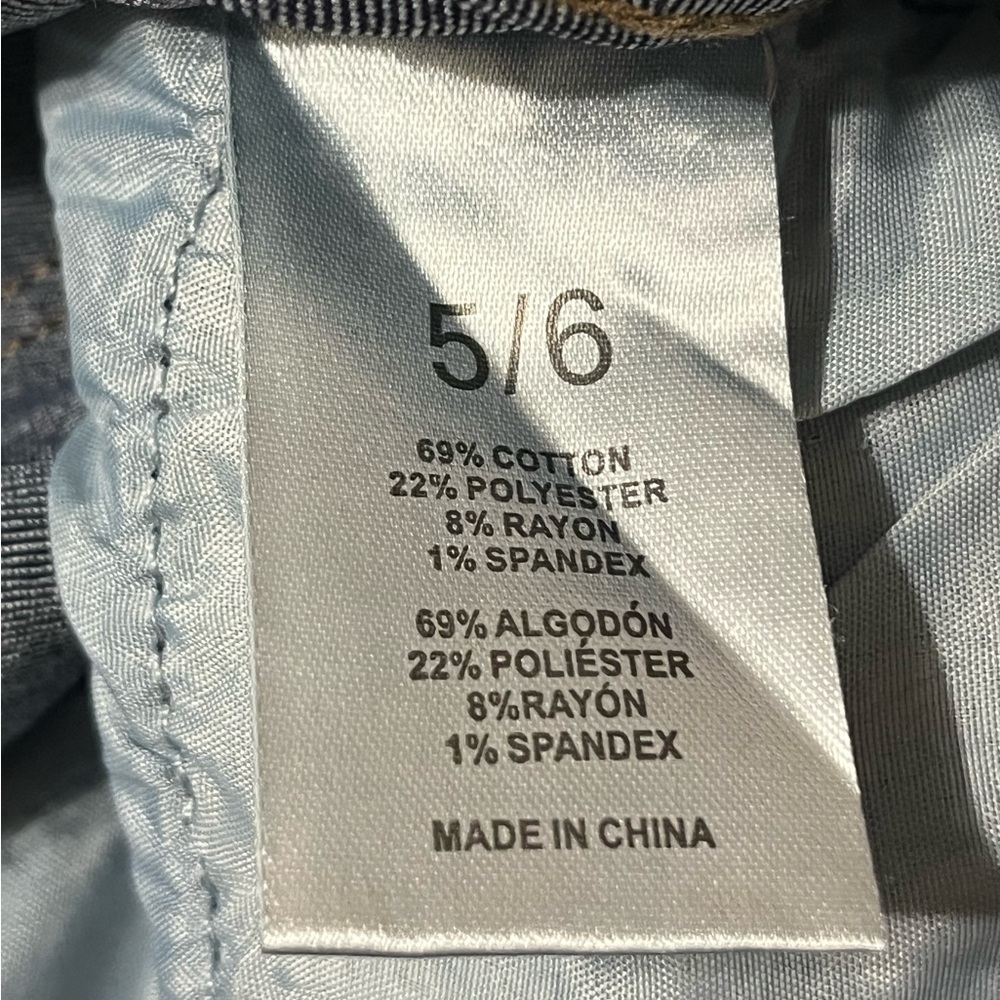 5/6
69% COTTON
22% POLYESTER
8% RAYON
1% SPANDEX
69% ALGODÓN
22% POLIÉSTER
8%RAYÓN
1% SPANDEX
MADE IN CHINA